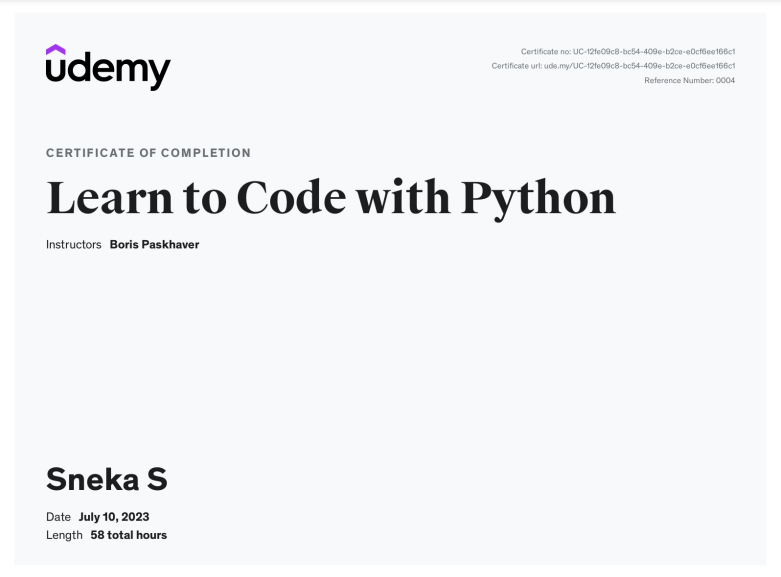 udemy
Certificate no: UC-12fe09c8-bc54-409e-b2ce-e0cf6ee166c1
Certificate url: ude.my/UC-12fe09c8-bc54-409e-b2ce-e0cf6ee166c1
Reference Number: 0004
CERTIFICATE OF COMPLETION
Learn to Code with Python
Instructors Boris Paskhaver
Sneka S
Date July 10, 2023
Length 58 total hours